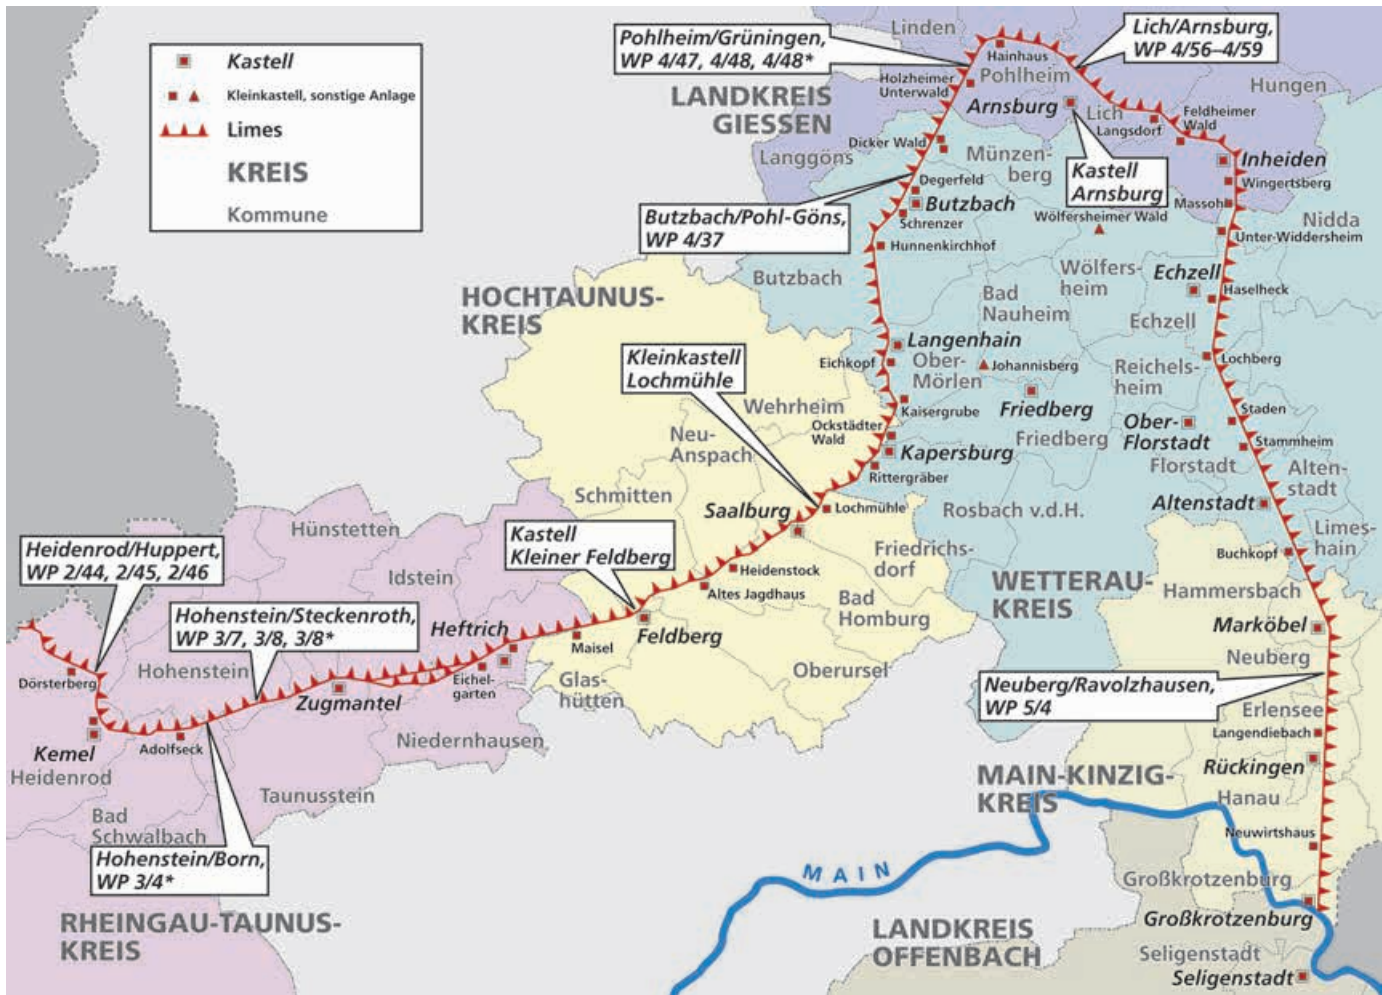 Kastell
Kleinkastell, sonstige Anlage
Limes
KREIS
Kommune
Pohlheim/Grüningen,
WP 4/47, 4/48, 4/48*
Linden
Lich/Arnsburg,
WP 4/56–4/59
Hainhaus
Pohlheim
Holzheimer
Unterwald
Hungen
LANDKREIS
GIESSEN
Arnsburg
Lich
Langsdorf
Feldheimer
Wald
Langgöns
Dicker Wald
Münzen-
berg
Kastell
Arnsburg
Inheiden
Wingertsberg
Degerfeld
Butzbach
Massoh
Wölfersheimer Wald
Nidda
Butzbach/Pohl-Göns,
WP 4/37
Schrenzer
Hunnenkirchhof
Unter-Widdersheim
Butzbach
Wölfers-
heim
Echzell
Haselheck
HOCHTAUNUS-
KREIS
Bad
Nauheim
Echzell
Kleinkastell
Lochmühle
Langenhain
Eichkopf
Ober-
Mörlen
Johannisberg
Reichels-
heim
Lochberg
Wehrheim
Kaisergrube
Friedberg
Staden
Ockstädter
Wald
Ober-
Florstadt
Neu-
Anspach
Friedberg
Stammheim
Kapersburg
Rittergräber
Florstadt
Alten-
stadt
Schmitten
Saalburg
Lochmühle
Rosbach v.d.H.
Altenstadt
Limes-
hain
Hünstetten
Heidenrod/Huppert,
WP 2/44, 2/45, 2/46
Kastell
Kleiner Feldberg
Friedrichs-
dorf
Buchkopf
Idstein
Heidenstock
Altes Jagdhaus
WETTERAU-
KREIS
Hammersbach
Hohenstein/Steckenroth,
WP 3/7, 3/8, 3/8*
Heftrich
Bad
Homburg
Feldberg
Marköbel
Maisel
Neuberg
Dörsterberg
Hohenstein
Eichel-
garten
Glas-
hütten
Oberursel
Zugmantel
Neuberg/Ravolzhausen,
WP 5/4
Erlensee
Langendiebach
Kemel
Adolfseck
Niedernhausen
Heidenrod
Rückingen
MAIN-KINZIG-
KREIS
Taunusstein
Hanau
Bad
Schwalbach
Neuwirtshaus
Hohenstein/Born,
WP 3/4*
MAIN
Großkrotzenburg
RHEINGAU-TAUNUS-
KREIS
Großkrotzenburg
LANDKREIS
OFFENBACH
Seligenstadt
Seligenstadt